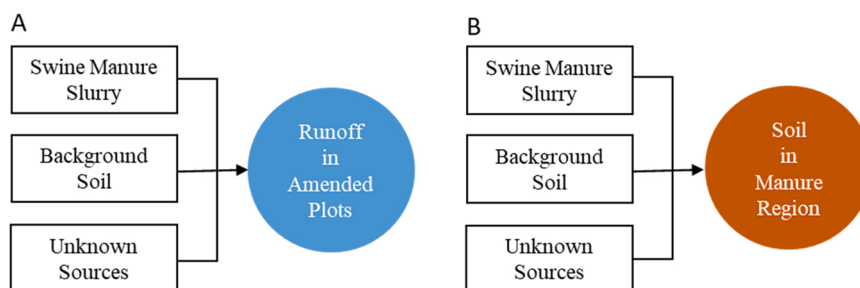 A
Swine Manure
Slurry
Background
Soil
Unknown
Sources
Runoff
in
Amended
Plots
B
Swine Manure
Slurry
Background
Soil
Unknown
Sources
Soil
in
Manure
Region